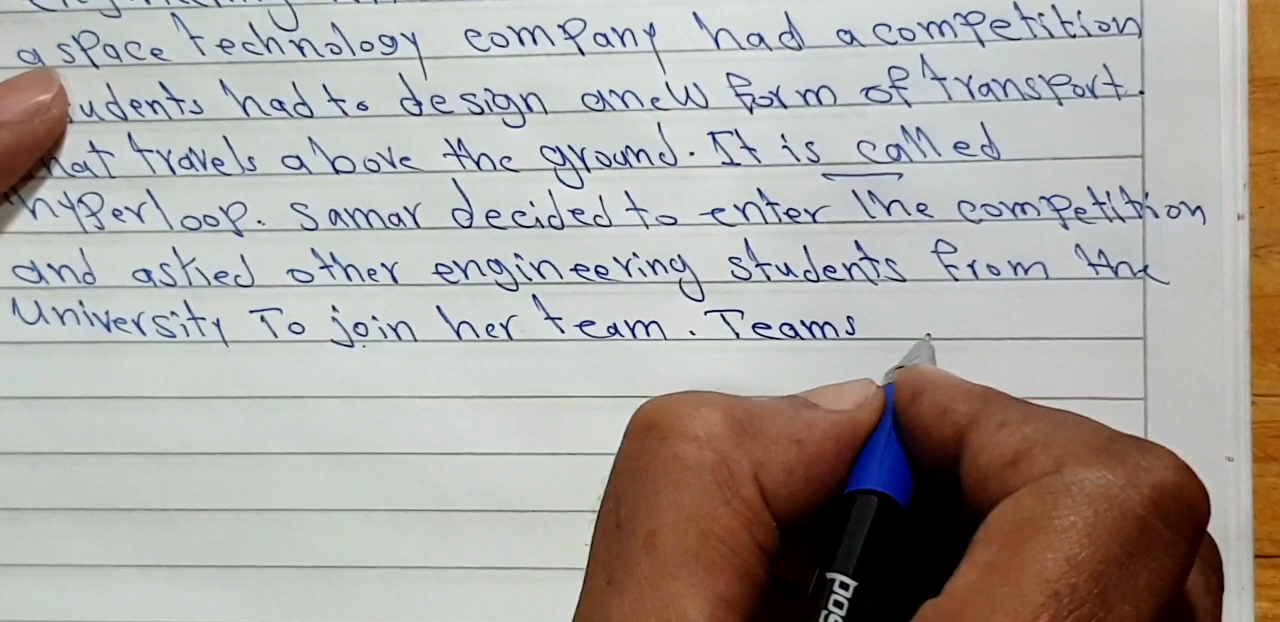 a space technology company had a competition
udents had to design a new form of transport.
hat travels above the ground. It is called
hyperloop. Samar decided to enter the competition
and asked other engineering students from the
University To join her team. Teams